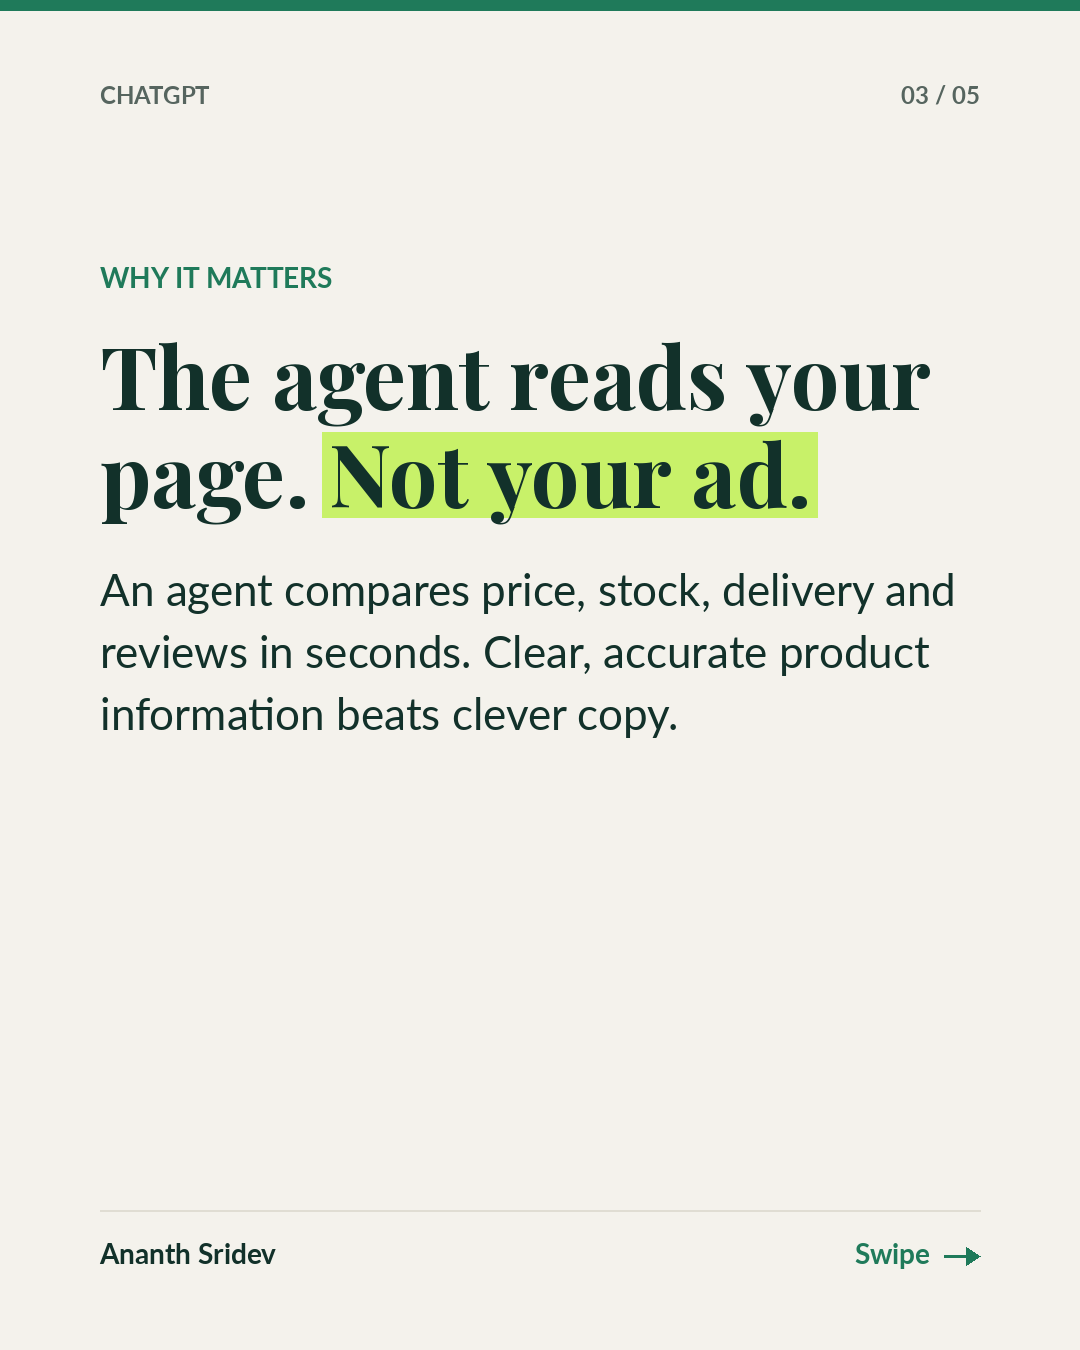 CHATGPT
03 / 05
WHY IT MATTERS
The agent reads your
page. Not your ad.
An agent compares price, stock, delivery and
reviews in seconds. Clear, accurate product
information beats clever copy.
Ananth Sridev
Swipe